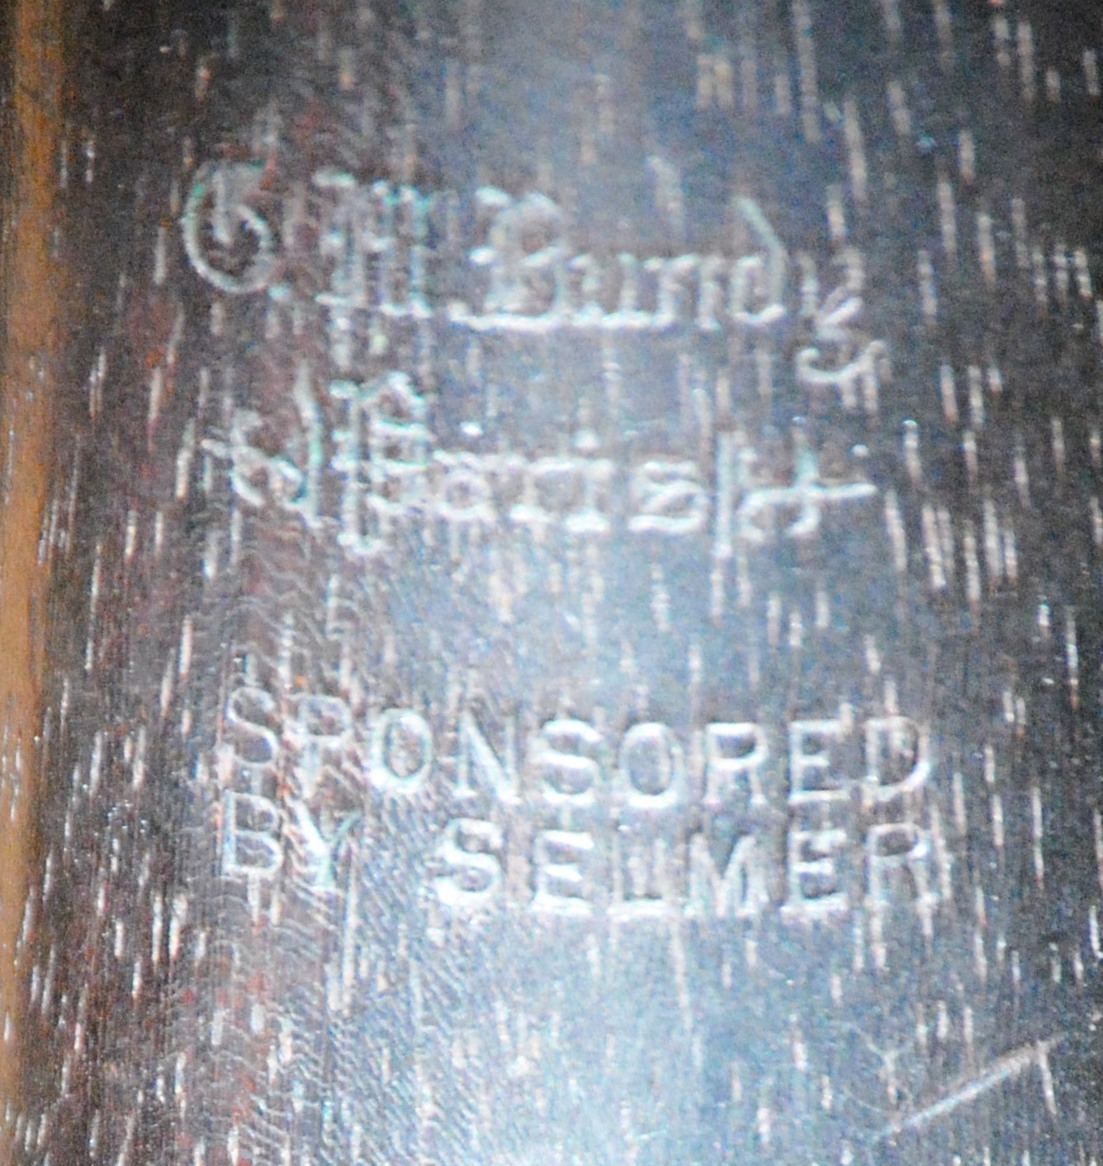 G. M. Bundy
Paris
SPONSORED
BY SELMER